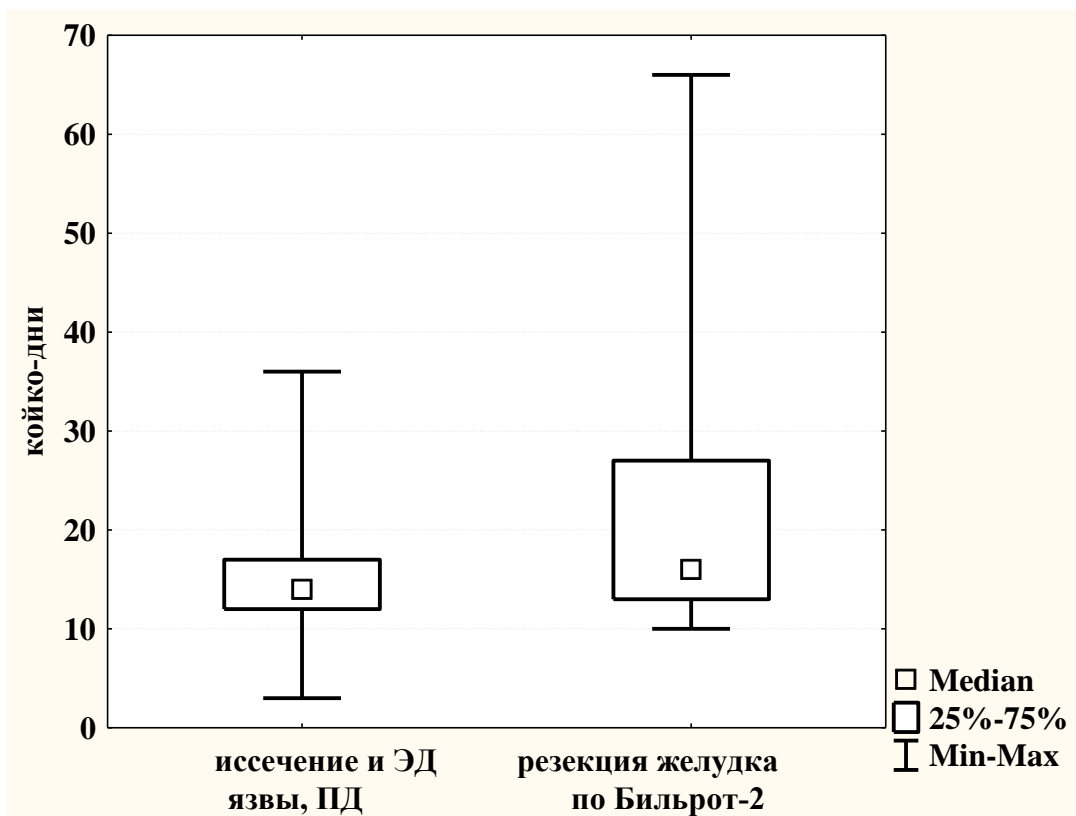 70
60
50
40
30
20
10
0
койко-дни
иссечение и ЭД
язвы, ПД
резекция желудка
по Бильрот-2
Median
25%-75%
Min-Max